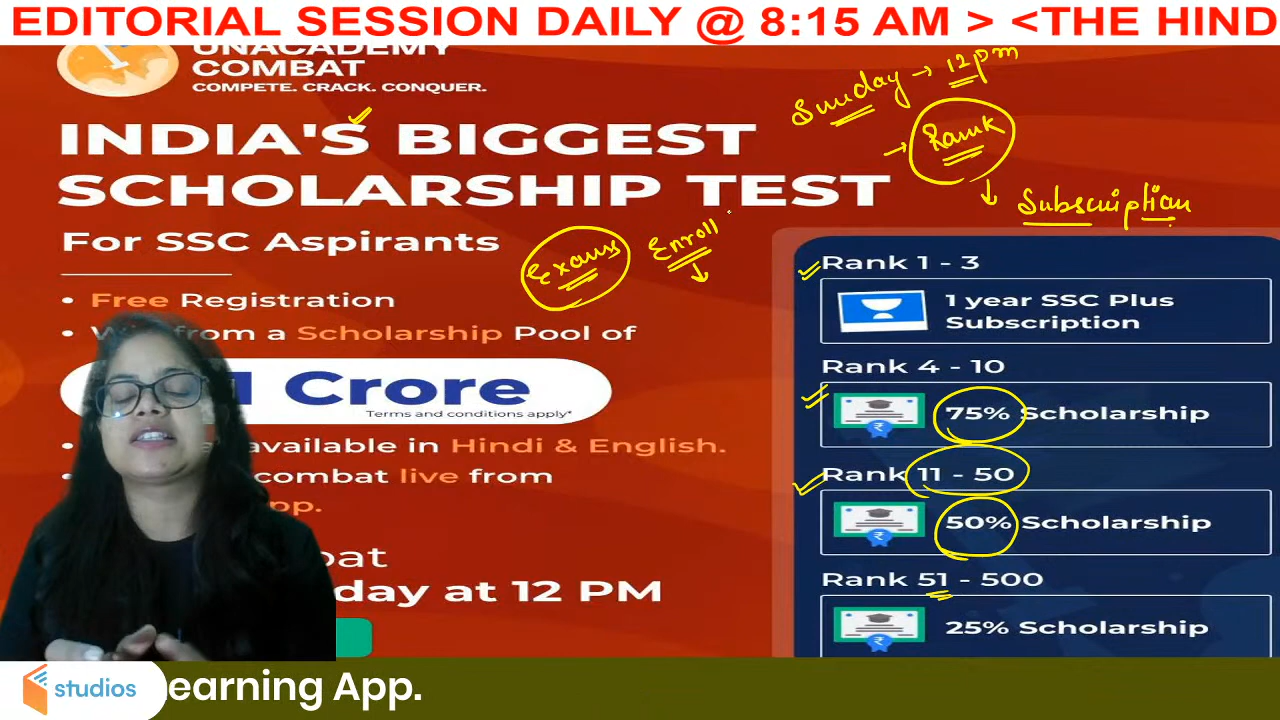 EDITORIAL SESSION DAILY @ 8:15 AM > <THE HIND
UNACADEMY
COMBAT
COMPETE. CRACK. CONQUER.
Sunday → 12pm
INDIA'S BIGGEST
SCHOLARSHIP TEST
→ Rank
Subscription
For SSC Aspirants
Exams
Enroll
• Free Registration
• from a Scholarship Pool of
1 Crore
Terms and conditions apply*
available in Hindi & English.
combat live from
pp.
at
day at 12 PM
Rank 1 - 3
1 year SSC Plus
Subscription
Rank 4 - 10
75% Scholarship
Rank 11 - 50
50% Scholarship
Rank 51 - 500
25% Scholarship
studios
earning App.